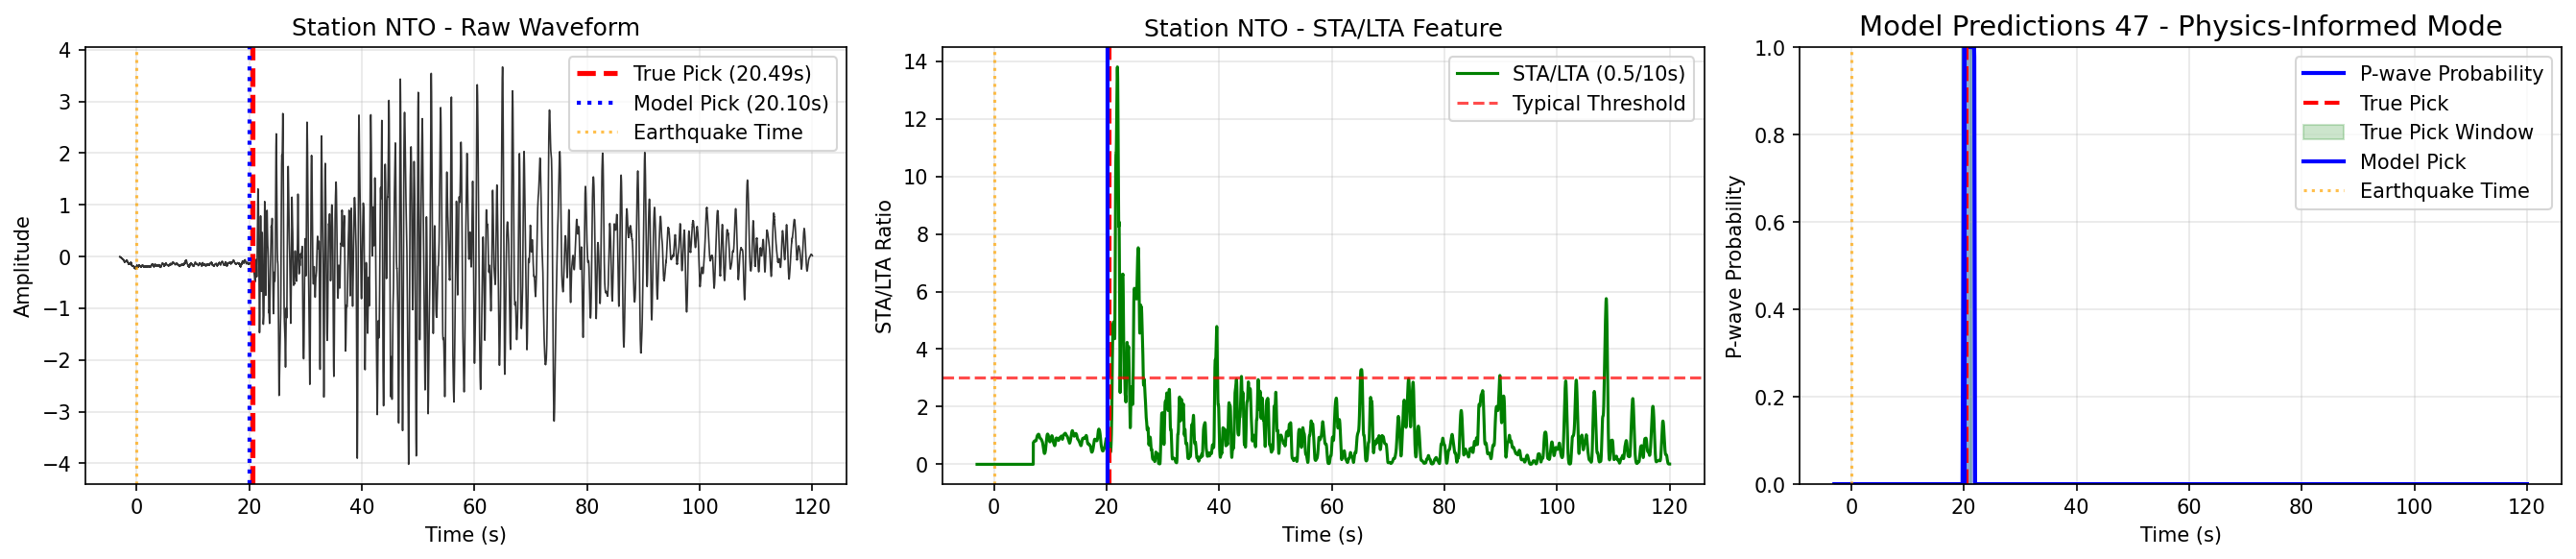 Station NTO - Raw Waveform
Amplitude
4
3
2
1
0
−1
−2
−3
−4
True Pick (20.49s)
Model Pick (20.10s)
Earthquake Time
0 20 40 60 80 100 120
Time (s)
Station NTO - STA/LTA Feature
STA/LTA Ratio
14
12
10
8
6
4
2
0
STA/LTA (0.5/10s)
Typical Threshold
0 20 40 60 80 100 120
Time (s)
Model Predictions 47 - Physics-Informed Mode
P-wave Probability
1.0
0.8
0.6
0.4
0.2
0.0
P-wave Probability
True Pick
True Pick Window
Model Pick
Earthquake Time
0 20 40 60 80 100 120
Time (s)